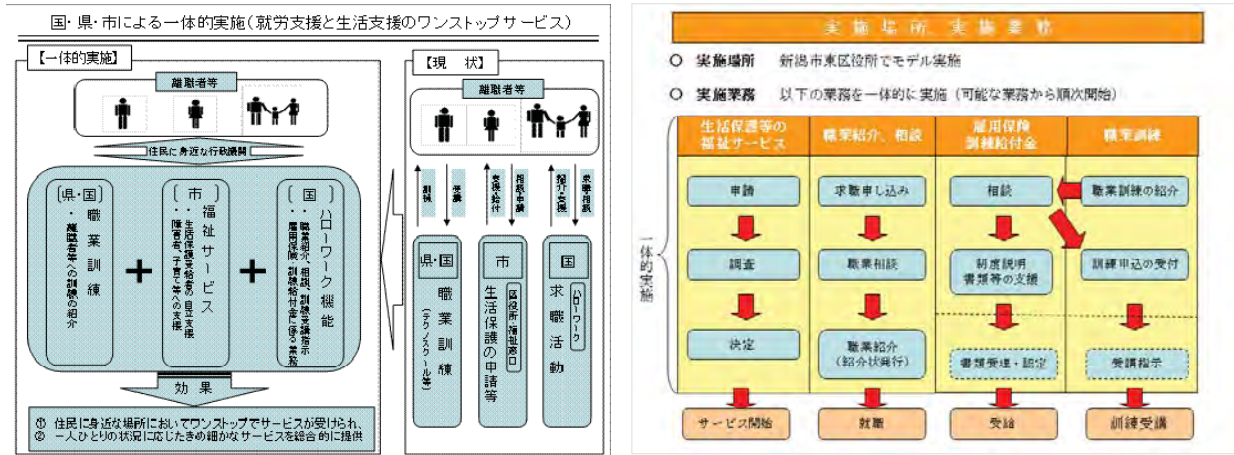 国・県・市による一体的実施（就労支援と生活支援のワンストップサービス）
【一体的実施】
離職者等
住民に身近な行政機関
〔県・国〕
職業訓練
・離職者等への訓練の紹介
＋
〔市〕
福祉サービス
・生活保護受給者の自立支援
・障害者、子育て等への支援
＋
〔国〕
ハローワーク機能
・職業紹介、相談、訓練受講指示
・雇用保険、訓練給付金に係る業務
効果
① 住民に身近な場所においてワンストップでサービスが受けられ、
② 一人ひとりの状況に応じたきめ細かなサービスを総合的に提供
【現 状】
離職者等
訓練
受講
支援・給付
相談・申請
紹介・支援
求職・相談
県・国
職業訓練
（テクノスクール等）
市
区役所・福祉窓口
生活保護の申請等
国
ハローワーク
求職活動
実施場所、実施業務
○ 実施場所 新潟市東区役所でモデル実施
○ 実施業務 以下の業務を一体的に実施（可能な業務から順次開始）
一体的実施
生活保護等の
福祉サービス
申請
調査
決定
サービス開始
職業紹介、相談
求職申し込み
職業相談
職業紹介
（紹介状発行）
就職
雇用保険
訓練給付金
相談
制度説明
書類等の支援
書類受理・認定
受給
職業訓練
職業訓練の紹介
訓練申込の受付
受講指示
訓練受講